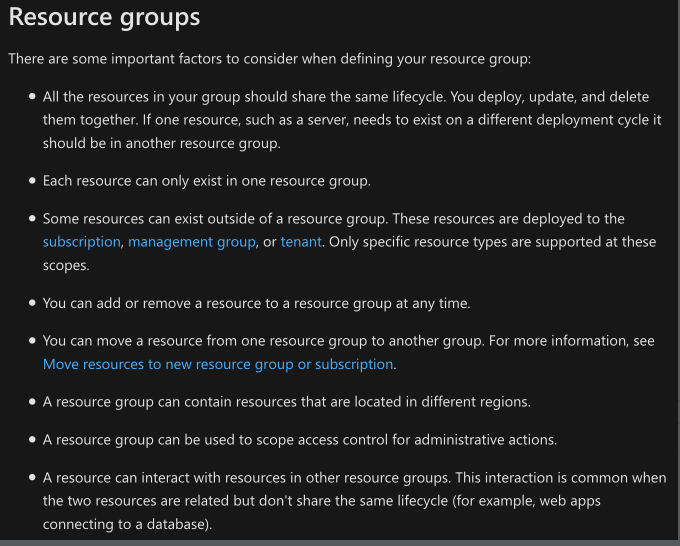 Resource groups
There are some important factors to consider when defining your resource group:
• All the resources in your group should share the same lifecycle. You deploy, update, and delete
them together. If one resource, such as a server, needs to exist on a different deployment cycle it
should be in another resource group.
• Each resource can only exist in one resource group.
• Some resources can exist outside of a resource group. These resources are deployed to the
subscription, management group, or tenant. Only specific resource types are supported at these
scopes.
• You can add or remove a resource to a resource group at any time.
• You can move a resource from one resource group to another group. For more information, see
Move resources to new resource group or subscription.
• A resource group can contain resources that are located in different regions.
• A resource group can be used to scope access control for administrative actions.
• A resource can interact with resources in other resource groups. This interaction is common when
the two resources are related but don't share the same lifecycle (for example, web apps
connecting to a database).